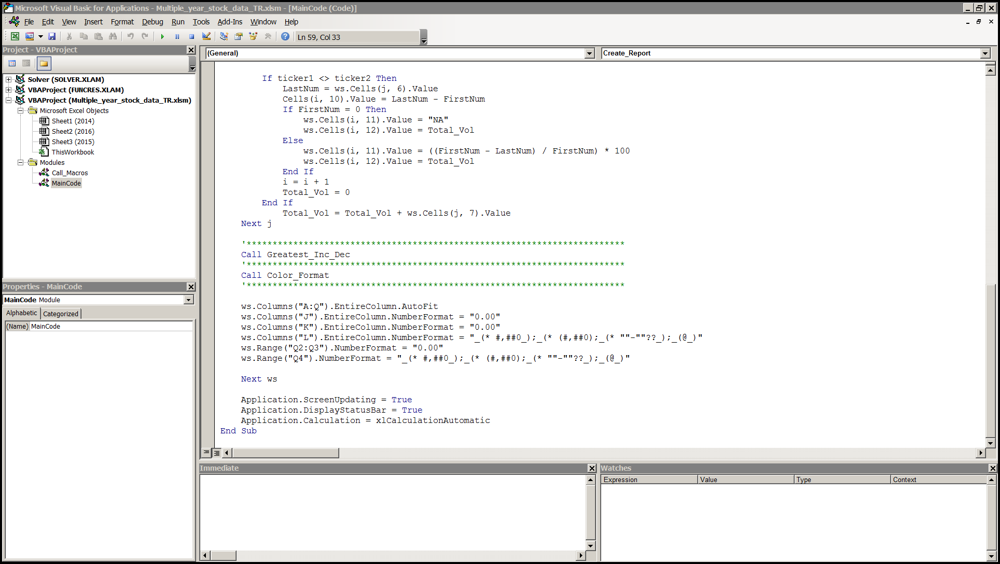 Microsoft Visual Basic for Applications - Multiple_year_stock_data_TR.xlsm - [MainCode (Code)]
File Edit View Insert Format Debug Run Tools Add-Ins Window Help
Ln 59, Col 33
Project - VBAProject
Solver (SOLVER.XLAM)
VBAProject (FUNCRES.XLAM)
VBAProject (Multiple_year_stock_data_TR.xlsm)
Microsoft Excel Objects
Sheet1 (2014)
Sheet2 (2016)
Sheet3 (2015)
ThisWorkbook
Modules
Call_Macros
MainCode
Properties - MainCode
MainCode Module
Alphabetic Categorized
(Name) MainCode
(General) Create_Report
If ticker1 <> ticker2 Then
LastNum = ws.Cells(j, 6).Value
Cells(i, 10).Value = LastNum - FirstNum
If FirstNum = 0 Then
ws.Cells(i, 11).Value = "NA"
ws.Cells(i, 12).Value = Total_Vol
Else
ws.Cells(i, 11).Value = ((FirstNum - LastNum) / FirstNum) * 100
ws.Cells(i, 12).Value = Total_Vol
End If
i = i + 1
Total_Vol = 0
End If
Total_Vol = Total_Vol + ws.Cells(j, 7).Value
Next j
'*************************************************************************
Call Greatest_Inc_Dec
'*************************************************************************
Call Color_Format
'*************************************************************************
ws.Columns("A:Q").EntireColumn.AutoFit
ws.Columns("J").EntireColumn.NumberFormat = "0.00"
ws.Columns("K").EntireColumn.NumberFormat = "0.00"
ws.Columns("L").EntireColumn.NumberFormat = "_(* #,##0_);_(* (#,##0);_(* ""-""??_);_(@_)"
ws.Range("Q2:Q3").NumberFormat = "0.00"
ws.Range("Q4").NumberFormat = "_(* #,##0_);_(* (#,##0);_(* ""-""??_);_(@_)"
Next ws
Application.ScreenUpdating = True
Application.DisplayStatusBar = True
Application.Calculation = xlCalculationAutomatic
End Sub
Immediate
Watches
Expression Value Type Context